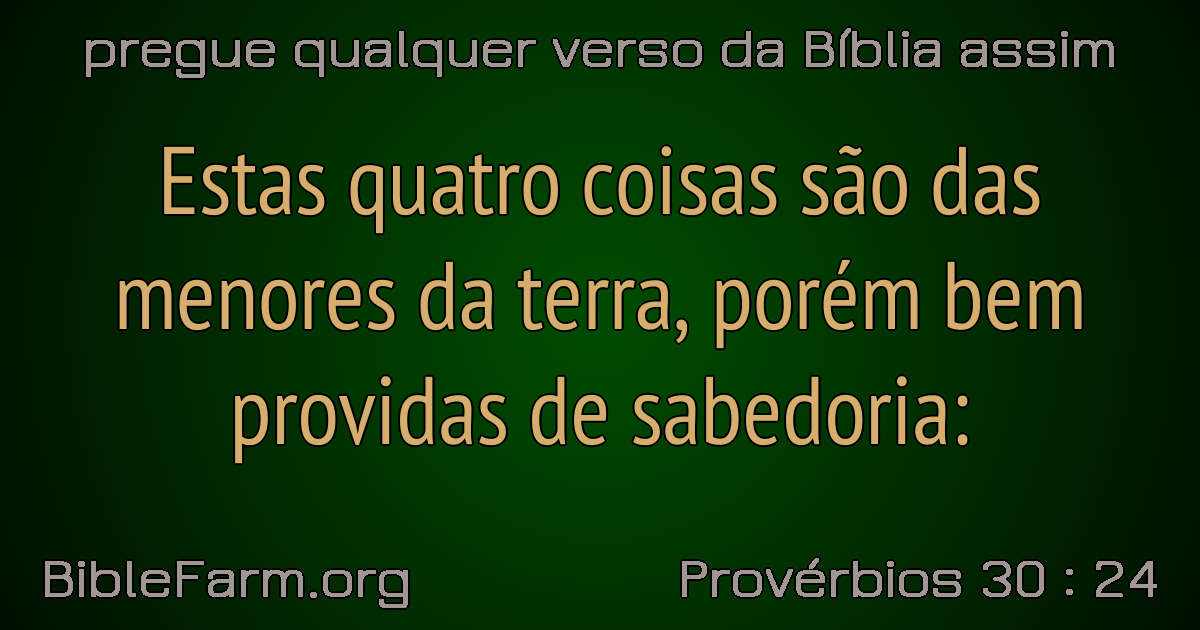 pregue qualquer verso da Bíblia assim
Estas quatro coisas são das
menores da terra, porém bem
providas de sabedoria:
BibleFarm.org
Provérbios 30 : 24